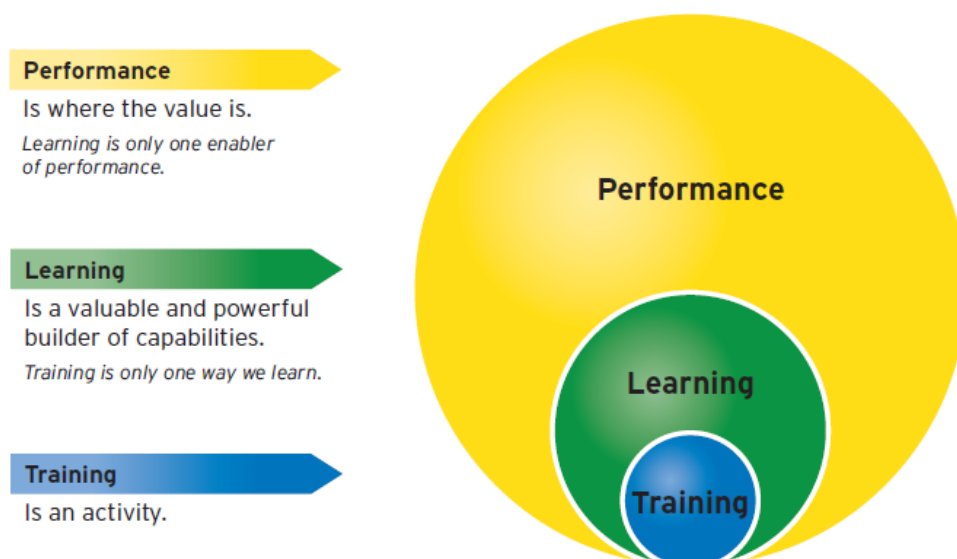 Performance
Is where the value is.
Learning is only one enabler
of performance.
Learning
Is a valuable and powerful
builder of capabilities.
Training is only one way we learn.
Training
Is an activity.
Performance
Learning
Training